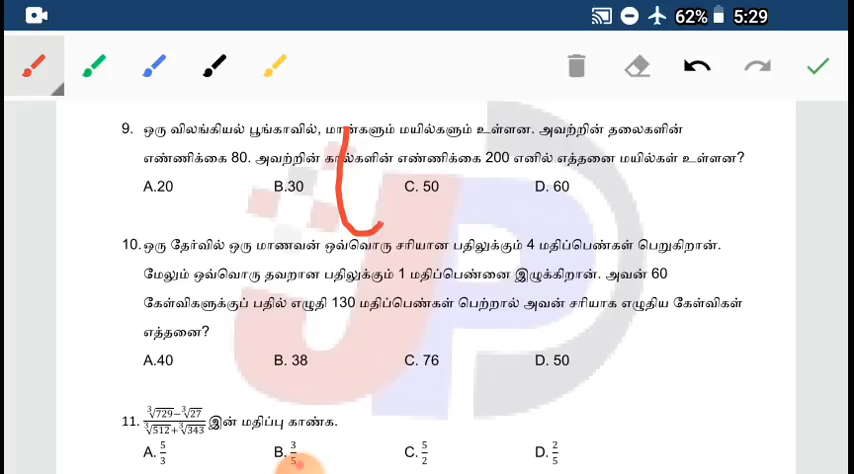 62% 5:29
9. ஒரு விலங்கியல் பூங்காவில், மான்களும் மயில்களும் உள்ளன. அவற்றின் தலைகளின்
எண்ணிக்கை 80. அவற்றின் கால்களின் எண்ணிக்கை 200 எனில் எத்தனை மயில்கள் உள்ளன?
A.20 B.30 C. 50 D. 60
10. ஒரு தேர்வில் ஒரு மாணவன் ஒவ்வொரு சரியான பதிலுக்கும் 4 மதிப்பெண்கள் பெறுகிறான்.
மேலும் ஒவ்வொரு தவறான பதிலுக்கும் 1 மதிப்பெண்னை இழுக்கிறான். அவன் 60
கேள்விகளுக்குப் பதில் எழுதி 130 மதிப்பெண்கள் பெற்றால் அவன் சரியாக எழுதிய கேள்விகள்
எத்தனை?
A.40 B. 38 C. 76 D. 50
11. (∛729−∛27)/(∛512+∛343) இன் மதிப்பு காண்க.
A. 5/3 B. 3/5 C. 5/2 D. 2/5
JP